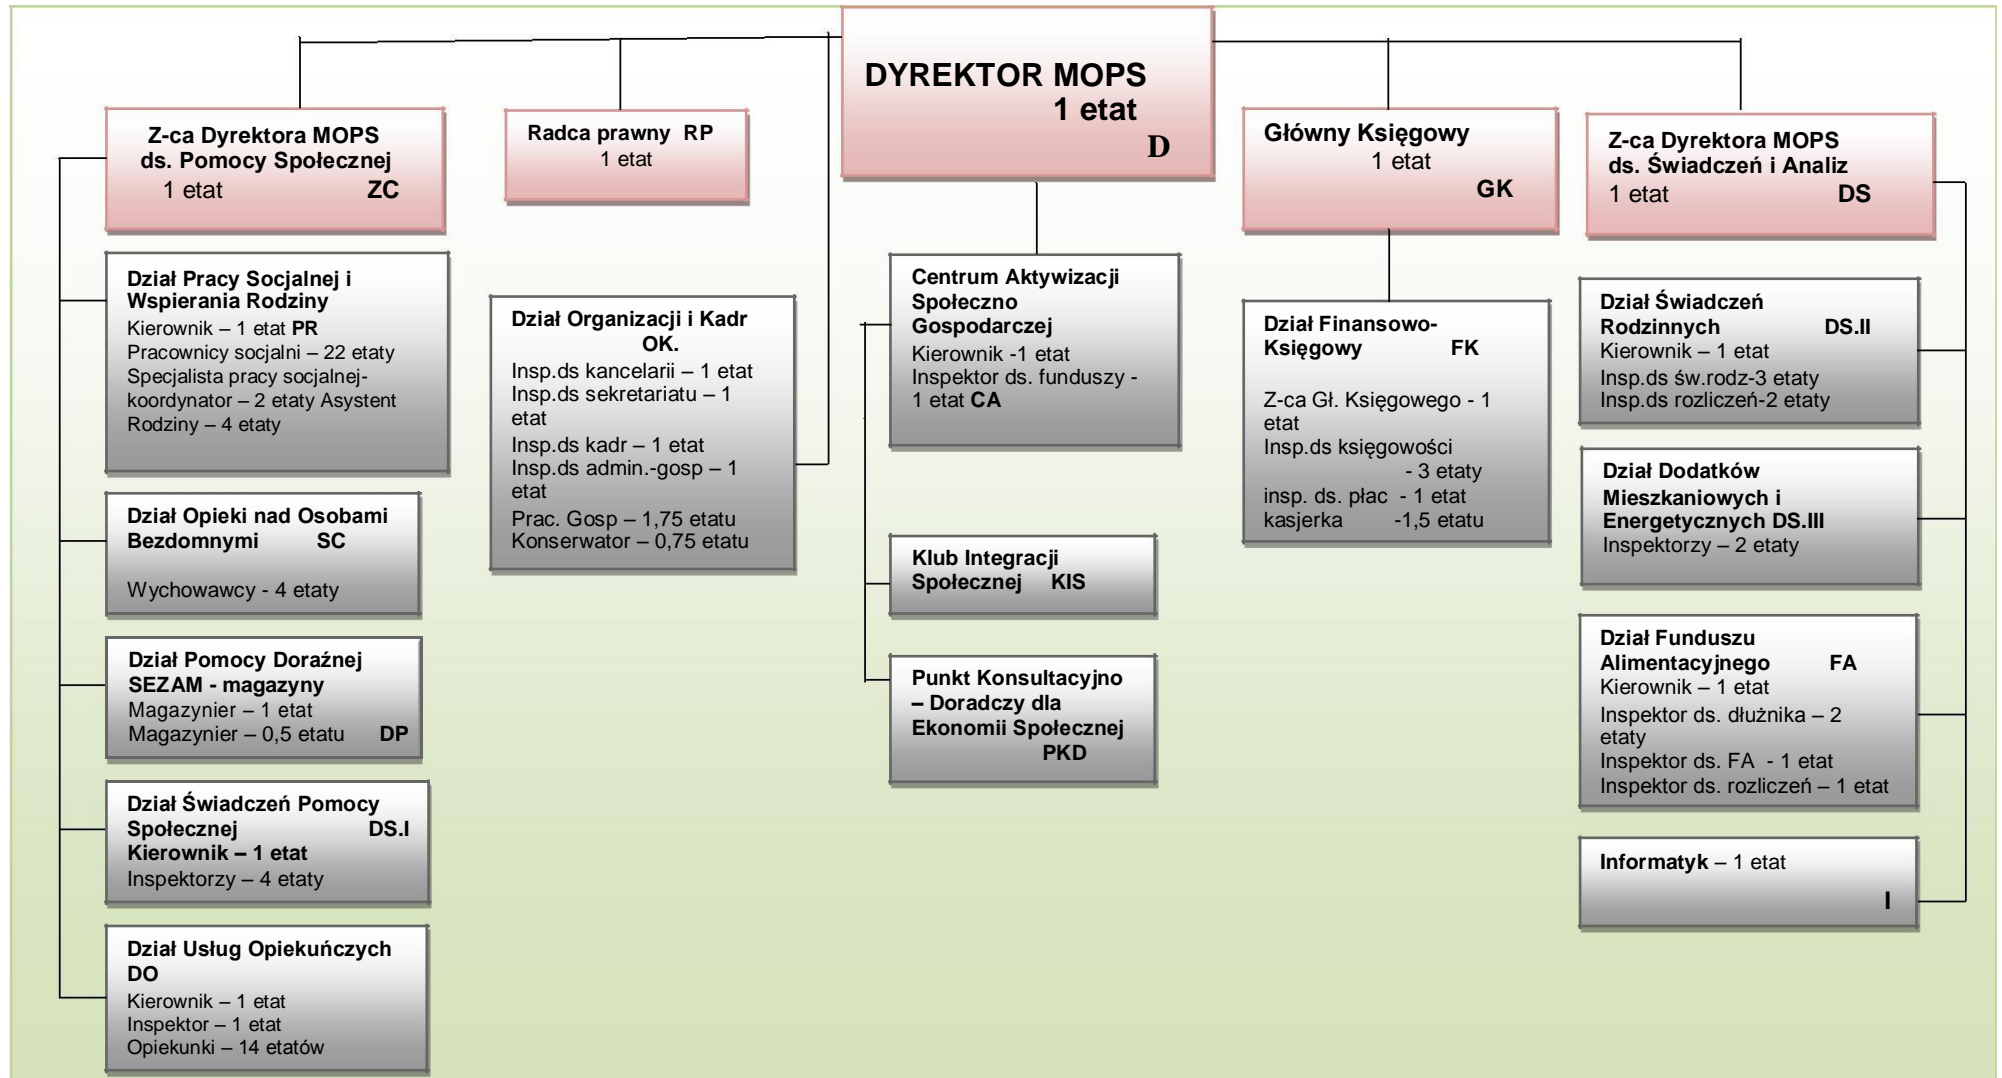 DYREKTOR MOPS
1 etat
D
Z-ca Dyrektora MOPS
ds. Pomocy Społecznej
1 etat ZC
Radca prawny RP
1 etat
Główny Księgowy
1 etat
GK
Z-ca Dyrektora MOPS
ds. Świadczeń i Analiz
1 etat DS
Dział Pracy Socjalnej i
Wspierania Rodziny
Kierownik – 1 etat PR
Pracownicy socjalni – 22 etaty
Specjalista pracy socjalnej-
koordynator – 2 etaty Asystent
Rodziny – 4 etaty
Dział Opieki nad Osobami
Bezdomnymi SC
Wychowawcy - 4 etaty
Dział Pomocy Doraźnej
SEZAM - magazyny
Magazynier – 1 etat
Magazynier – 0,5 etatu DP
Dział Świadczeń Pomocy
Społecznej DS.I
Kierownik – 1 etat
Inspektorzy – 4 etaty
Dział Usług Opiekuńczych
DO
Kierownik – 1 etat
Inspektor – 1 etat
Opiekunki – 14 etatów
Dział Organizacji i Kadr
OK.
Insp.ds kancelarii – 1 etat
Insp.ds sekretariatu – 1
etat
Insp.ds kadr – 1 etat
Insp.ds admin.-gosp – 1
etat
Prac. Gosp – 1,75 etatu
Konserwator – 0,75 etatu
Centrum Aktywizacji
Społeczno
Gospodarczej
Kierownik -1 etat
Inspektor ds. funduszy -
1 etat CA
Klub Integracji
Społecznej KIS
Punkt Konsultacyjno
– Doradczy dla
Ekonomii Społecznej
PKD
Dział Finansowo-
Księgowy FK
Z-ca Gł. Księgowego - 1
etat
Insp.ds księgowości
- 3 etaty
insp. ds. płac - 1 etat
kasjerka -1,5 etatu
Dział Świadczeń
Rodzinnych DS.II
Kierownik – 1 etat
Insp.ds św.rodz-3 etaty
Insp.ds rozliczeń-2 etaty
Dział Dodatków
Mieszkaniowych i
Energetycznych DS.III
Inspektorzy – 2 etaty
Dział Funduszu
Alimentacyjnego FA
Kierownik – 1 etat
Inspektor ds. dłużnika – 2
etaty
Inspektor ds. FA - 1 etat
Inspektor ds. rozliczeń – 1 etat
Informatyk – 1 etat
I